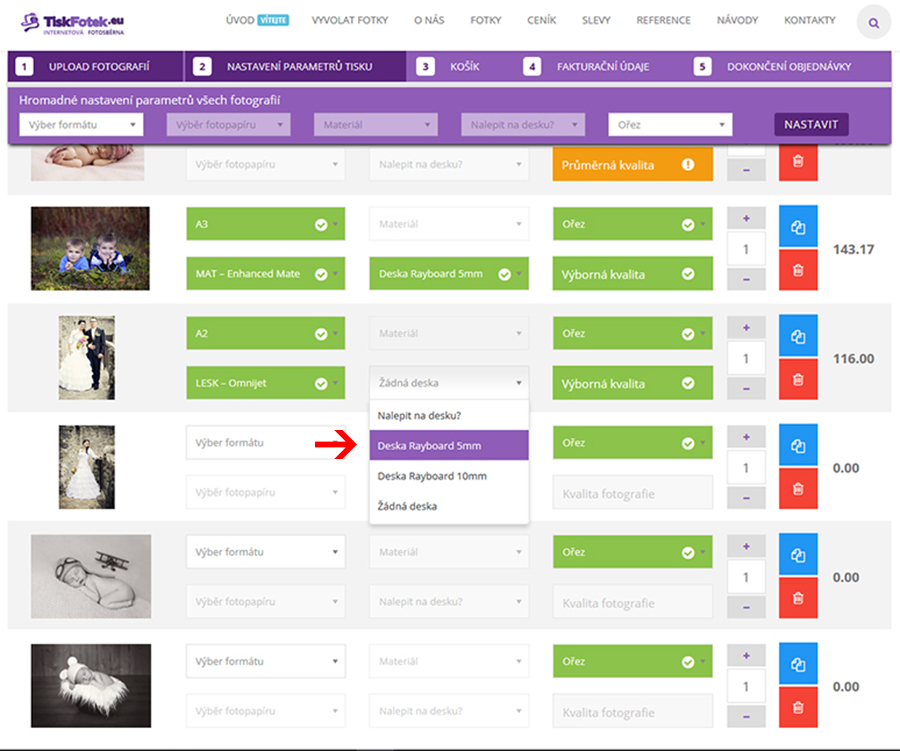 TiskFotek.eu
INTERNETOVÁ FOTOSBĚRNA
ÚVOD VÍTEJTE VYVOLAT FOTKY O NÁS FOTKY CENÍK SLEVY REFERENCE NÁVODY KONTAKTY
1 UPLOAD FOTOGRAFIÍ 2 NASTAVENÍ PARAMETRŮ TISKU 3 KOŠÍK 4 FAKTURAČNÍ ÚDAJE 5 DOKONČENÍ OBJEDNÁVKY
Hromadné nastavení parametrů všech fotografií
Výber formátu Výběr fotopapíru Materiál Nalepit na desku? Ořez NASTAVIT
Výběr fotopapíru Nalepit na desku? Průměrná kvalita −
A3 Materiál Ořez +
1 143.17
MAT – Enhanced Mate Deska Rayboard 5mm Výborná kvalita −
A2 Materiál Ořez +
1 116.00
LESK – Omnijet Žádná deska Výborná kvalita −
Nalepit na desku?
Výber formátu Deska Rayboard 5mm Ořez +
1 0.00
Deska Rayboard 10mm
Výběr fotopapíru Kvalita fotografie −
Žádná deska
Výber formátu Materiál Ořez +
1 0.00
Výběr fotopapíru Nalepit na desku? Kvalita fotografie −
Výber formátu Materiál Ořez +
1 0.00
Výběr fotopapíru Nalepit na desku? Kvalita fotografie −